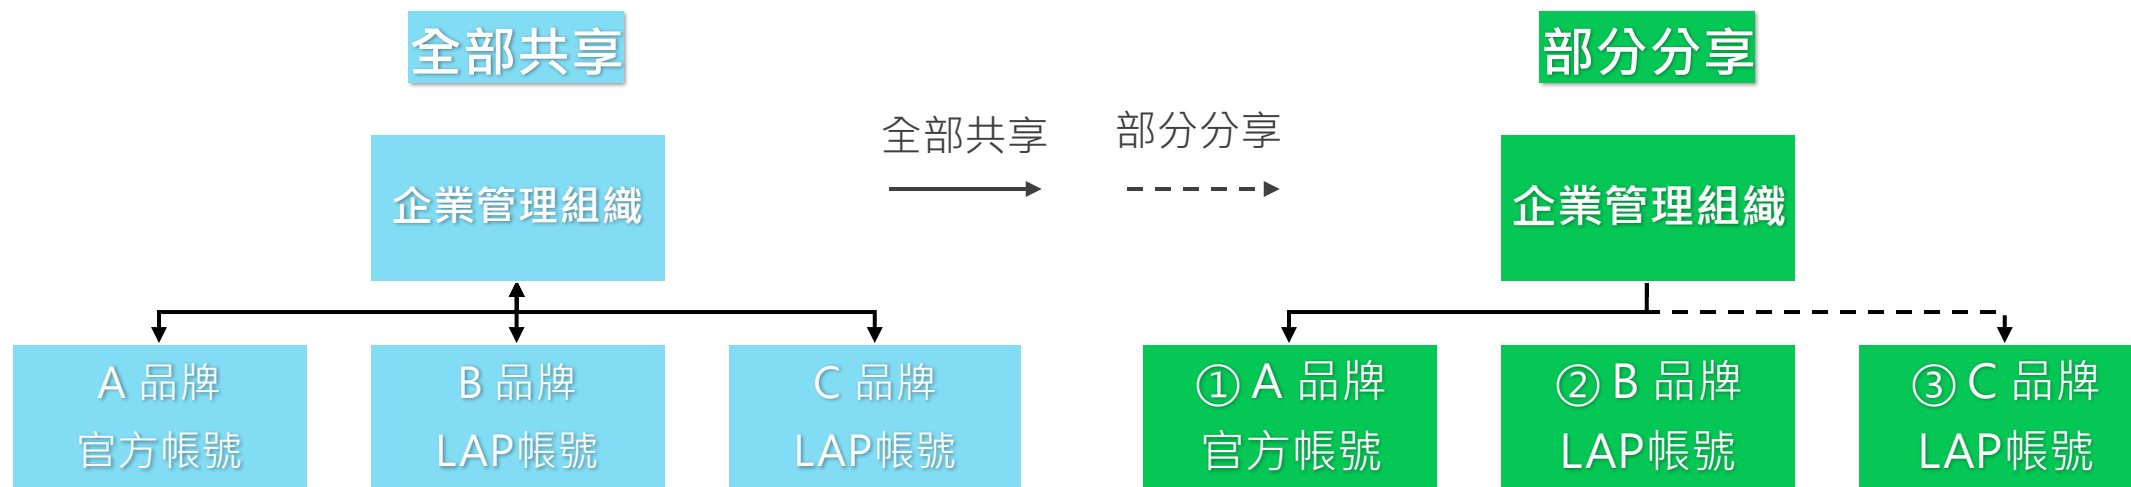 全部共享
部分分享
全部共享
部分分享
企業管理組織
企業管理組織
A 品牌
官方帳號
B 品牌
LAP帳號
C 品牌
LAP帳號
① A 品牌
官方帳號
② B 品牌
LAP帳號
③ C 品牌
LAP帳號